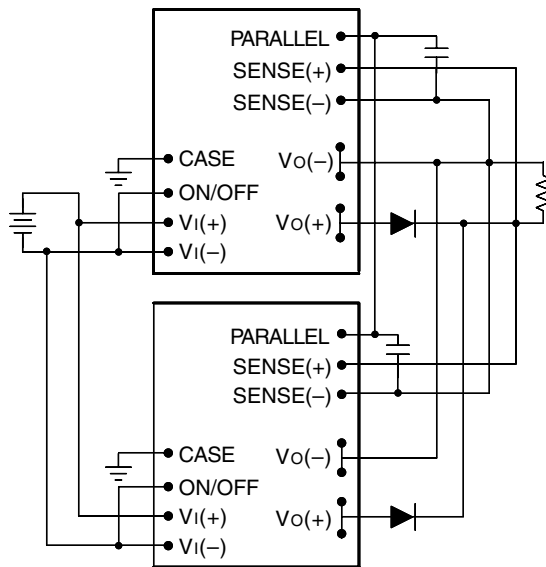 PARALLEL
SENSE(+)
SENSE(–)
CASE
VO(–)
ON/OFF
VI(+)
VO(+)
VI(–)
PARALLEL
SENSE(+)
SENSE(–)
CASE
VO(–)
ON/OFF
VI(+)
VO(+)
VI(–)